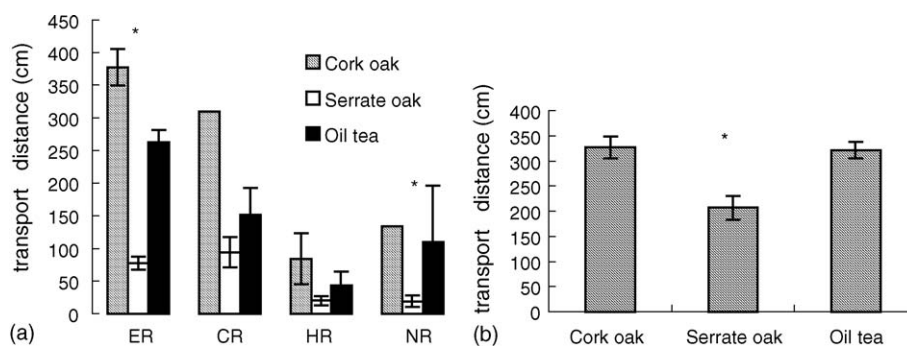 450
400
350
300
250
200
150
100
50
0
transport distance (cm)
*
*
Cork oak
Serrate oak
Oil tea
ER
CR
HR
NR
(a)
400
350
300
250
200
150
100
50
0
transport distance (cm)
*
Cork oak
Serrate oak
Oil tea
(b)